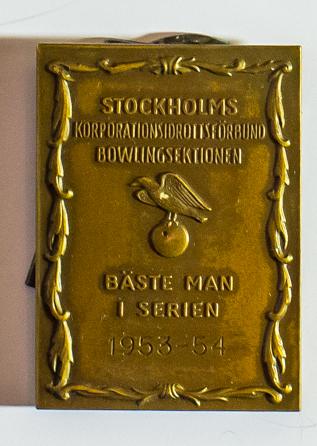 STOCKHOLMS
KORPORATIONSIDROTTSFÖRBUND
BOWLINGSEKTIONEN
BÄSTE MAN
I SERIEN
1953-54